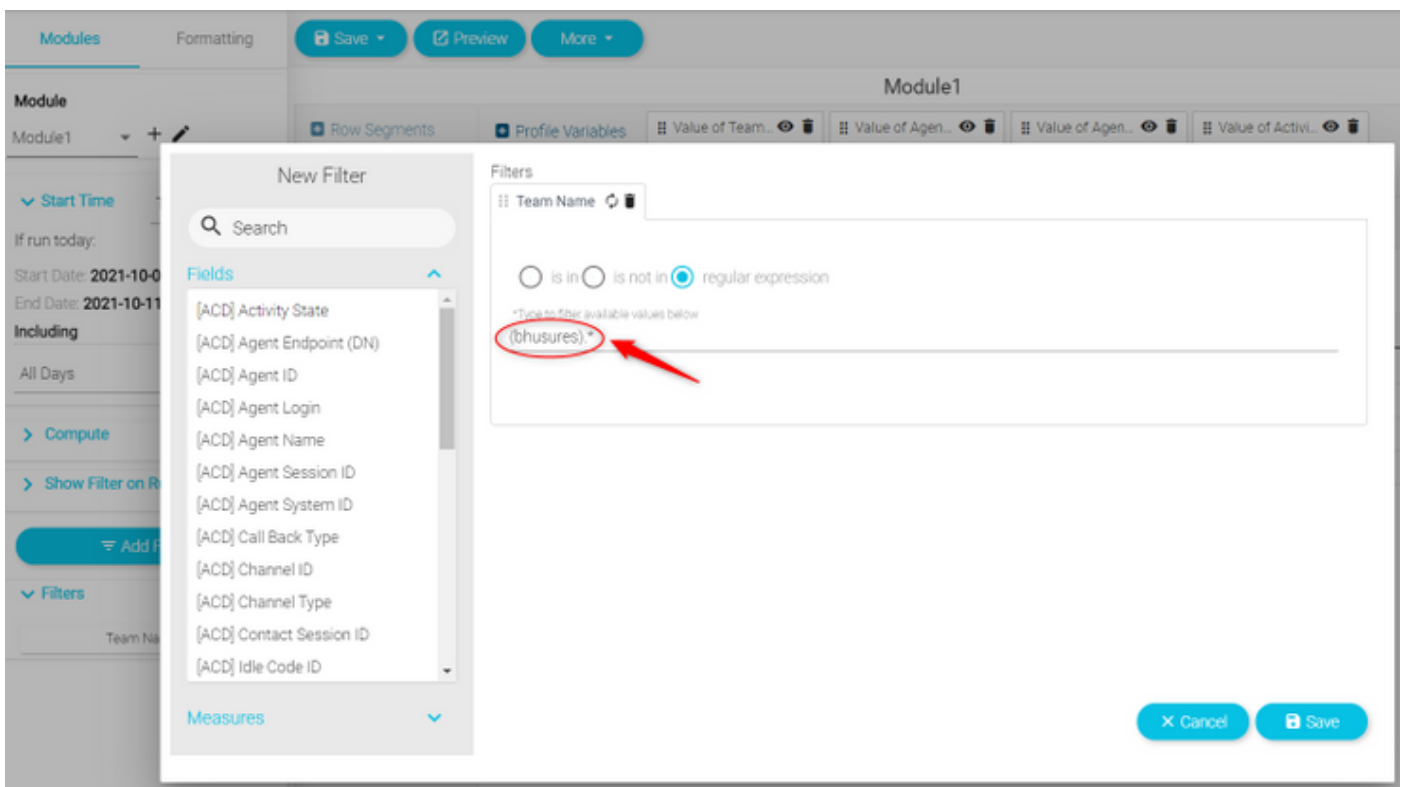 Modules Formatting Save Preview More
Module1
Module
Module1
Row Segments Profile Variables Value of Team... Value of Agen... Value of Agen... Value of Activi...
New Filter
Search
Fields
[ACD] Activity State
[ACD] Agent Endpoint (DN)
[ACD] Agent ID
[ACD] Agent Login
[ACD] Agent Name
[ACD] Agent Session ID
[ACD] Agent System ID
[ACD] Call Back Type
[ACD] Channel ID
[ACD] Channel Type
[ACD] Contact Session ID
[ACD] Idle Code ID
Measures
Filters
Team Name
is in is not in regular expression
*Type to filter available values below
(bhusures).*
Cancel Save
Start Time
If run today:
Start Date: 2021-10-0
End Date: 2021-10-11
Including
All Days
Compute
Show Filter on R
Add F
Filters
Team Na